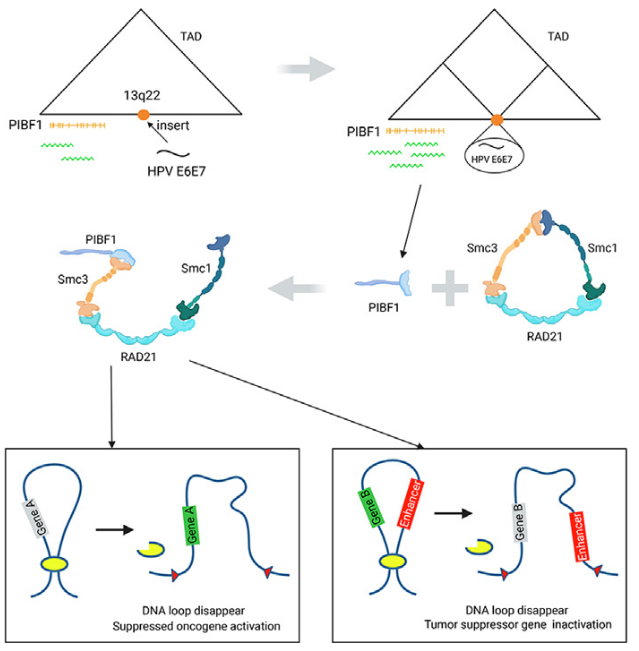 TAD
13q22
PIBF1
insert
HPV E6E7
TAD
PIBF1
HPV E6E7
PIBF1
Smc3
Smc1
RAD21
PIBF1
Smc3
Smc1
RAD21
Gene A
Gene A
DNA loop disappear
Suppressed oncogene activation
Gene B
Enhancer
Gene B
Enhancer
DNA loop disappear
Tumor suppressor gene inactivation